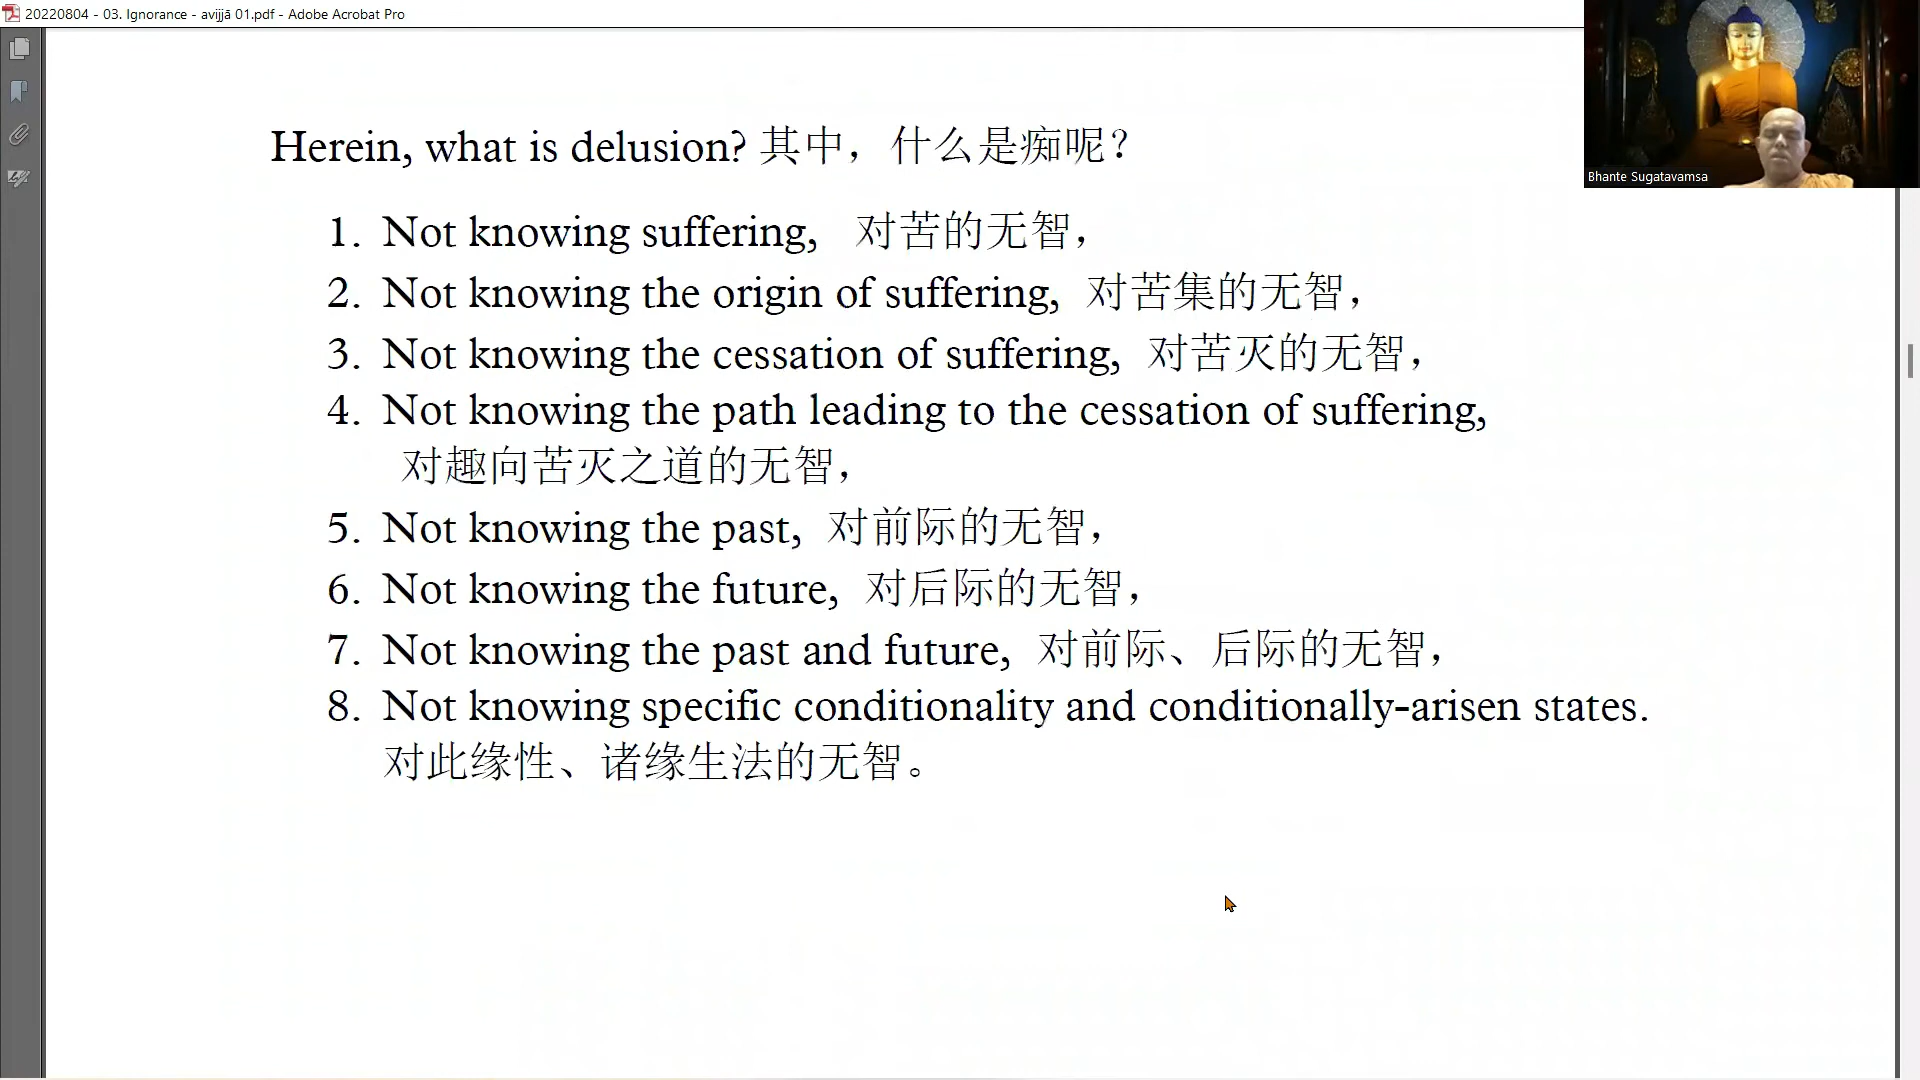 20220804 - 03. Ignorance - avijjā 01.pdf - Adobe Acrobat Pro
Bhante Sugatavamsa
Herein, what is delusion? 其中，什么是痴呢？
1. Not knowing suffering, 对苦的无智，
2. Not knowing the origin of suffering, 对苦集的无智，
3. Not knowing the cessation of suffering, 对苦灭的无智，
4. Not knowing the path leading to the cessation of suffering,
对趣向苦灭之道的无智，
5. Not knowing the past, 对前际的无智，
6. Not knowing the future, 对后际的无智，
7. Not knowing the past and future, 对前际、后际的无智，
8. Not knowing specific conditionality and conditionally-arisen states.
对此缘性、诸缘生法的无智。